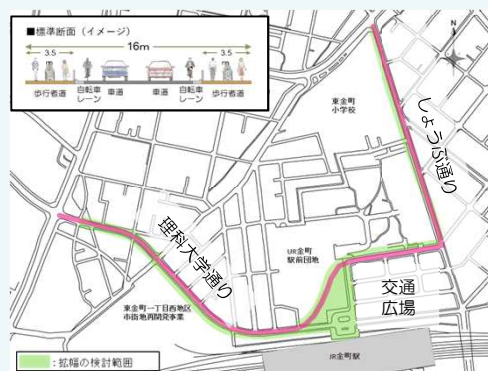 ■標準断面（イメージ）
16m
3.5 3.5
歩行者道 自転車レーン 車道 車道 自転車レーン 歩行者道
N
東金町
小学校
しょうぶ通り
理科大学通り
UR金町
駅前団地
東金町一丁目西地区
市街地再開発事業
交通
広場
JR金町駅
：拡幅の検討範囲